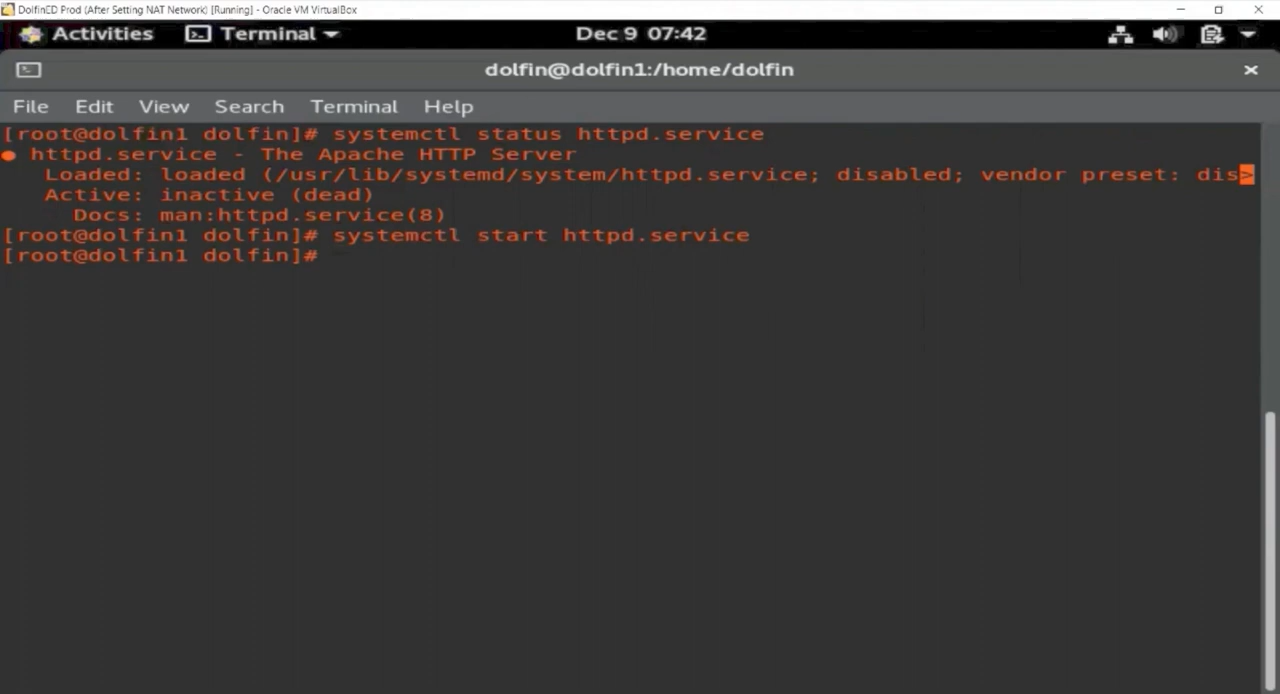 DolfinED Prod (After Setting NAT Network) [Running] - Oracle VM VirtualBox
Activities Terminal Dec 9 07:42
dolfin@dolfin1:/home/dolfin
File Edit View Search Terminal Help
[root@dolfin1 dolfin]# systemctl status httpd.service
● httpd.service - The Apache HTTP Server
Loaded: loaded (/usr/lib/systemd/system/httpd.service; disabled; vendor preset: dis>
Active: inactive (dead)
Docs: man:httpd.service(8)
[root@dolfin1 dolfin]# systemctl start httpd.service
[root@dolfin1 dolfin]#